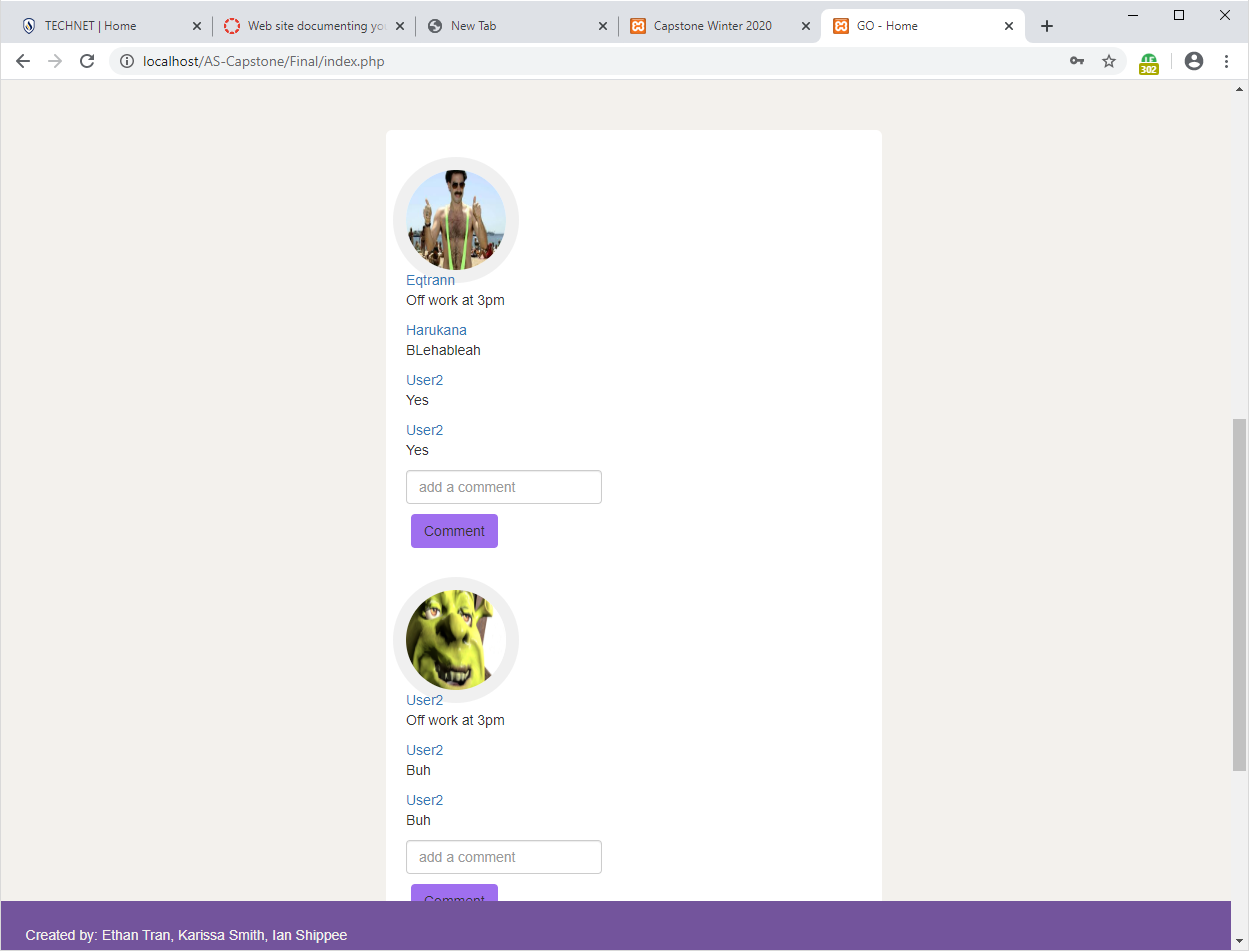 TECHNET | Home
Web site documenting you
New Tab
Capstone Winter 2020
GO - Home
localhost/AS-Capstone/Final/index.php
302
Eqtrann
Off work at 3pm
Harukana
BLehableah
User2
Yes
User2
Yes
add a comment
Comment
User2
Off work at 3pm
User2
Buh
User2
Buh
add a comment
Comment
Created by: Ethan Tran, Karissa Smith, Ian Shippee